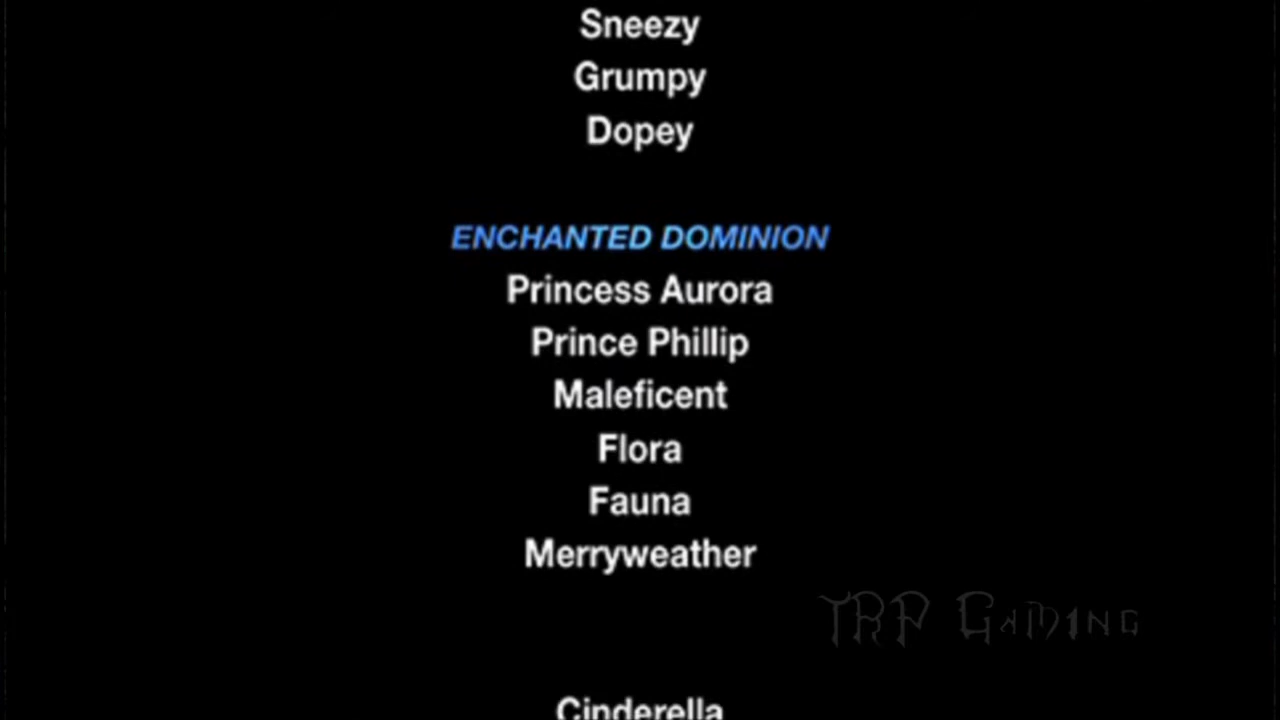 Sneezy
Grumpy
Dopey
ENCHANTED DOMINION
Princess Aurora
Prince Phillip
Maleficent
Flora
Fauna
Merryweather
TRP GAMING
Cinderella